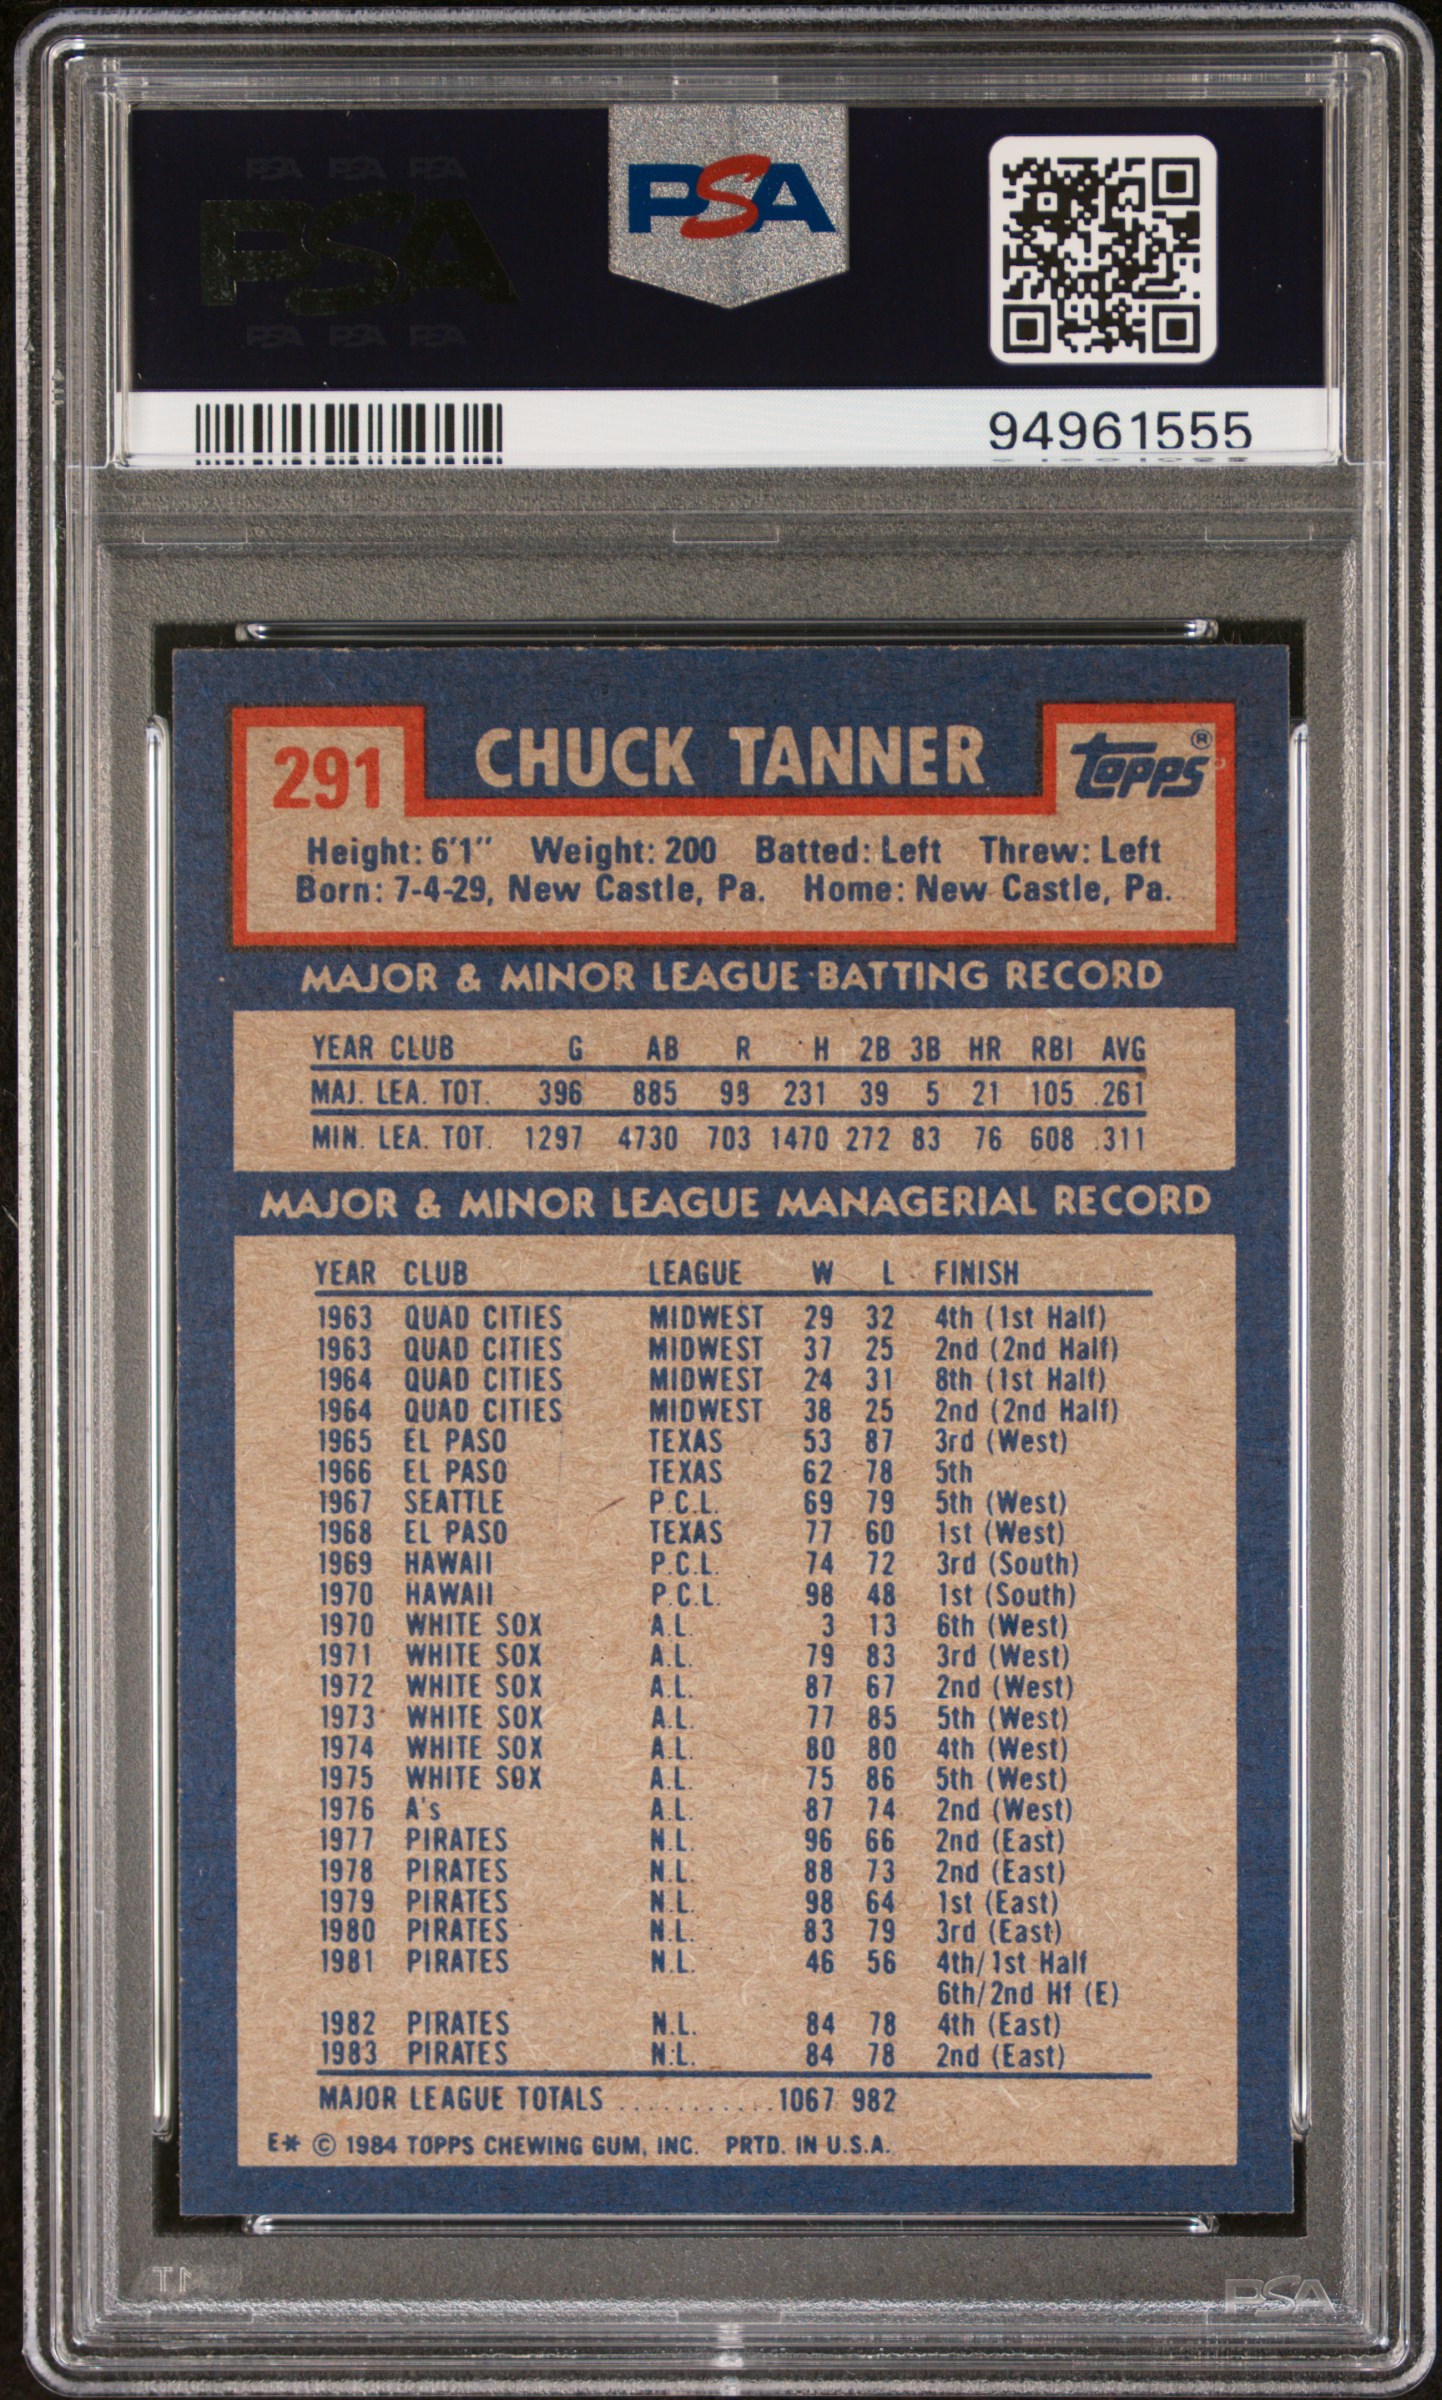 PSA PSA PSA
PSA
PSA PSA PSA
PSA
94961555
291
CHUCK TANNER
Topps®
Height: 6'1" Weight: 200 Batted: Left Threw: Left
Born: 7-4-29, New Castle, Pa. Home: New Castle, Pa.
MAJOR & MINOR LEAGUE BATTING RECORD
YEAR CLUB G AB R H 2B 3B HR RBI AVG
MAJ. LEA. TOT. 396 885 98 231 39 5 21 105 .261
MIN. LEA. TOT. 1297 4730 703 1470 272 83 76 608 .311
MAJOR & MINOR LEAGUE MANAGERIAL RECORD
YEAR CLUB LEAGUE W L FINISH
1963 QUAD CITIES MIDWEST 29 32 4th (1st Half)
1963 QUAD CITIES MIDWEST 37 25 2nd (2nd Half)
1964 QUAD CITIES MIDWEST 24 31 8th (1st Half)
1964 QUAD CITIES MIDWEST 38 25 2nd (2nd Half)
1965 EL PASO TEXAS 53 87 3rd (West)
1966 EL PASO TEXAS 62 78 5th
1967 SEATTLE P.C.L. 69 79 5th (West)
1968 EL PASO TEXAS 77 60 1st (West)
1969 HAWAII P.C.L. 74 72 3rd (South)
1970 HAWAII P.C.L. 98 48 1st (South)
1970 WHITE SOX A.L. 3 13 6th (West)
1971 WHITE SOX A.L. 79 83 3rd (West)
1972 WHITE SOX A.L. 87 67 2nd (West)
1973 WHITE SOX A.L. 77 85 5th (West)
1974 WHITE SOX A.L. 80 80 4th (West)
1975 WHITE SOX A.L. 75 86 5th (West)
1976 A's A.L. 87 74 2nd (West)
1977 PIRATES N.L. 96 66 2nd (East)
1978 PIRATES N.L. 88 73 2nd (East)
1979 PIRATES N.L. 98 64 1st (East)
1980 PIRATES N.L. 83 79 3rd (East)
1981 PIRATES N.L. 46 56 4th/1st Half
6th/2nd Hf (E)
1982 PIRATES N.L. 84 78 4th (East)
1983 PIRATES N.L. 84 78 2nd (East)
MAJOR LEAGUE TOTALS ........... 1067 982
E* © 1984 TOPPS CHEWING GUM, INC. PRTD. IN U.S.A.
PSA